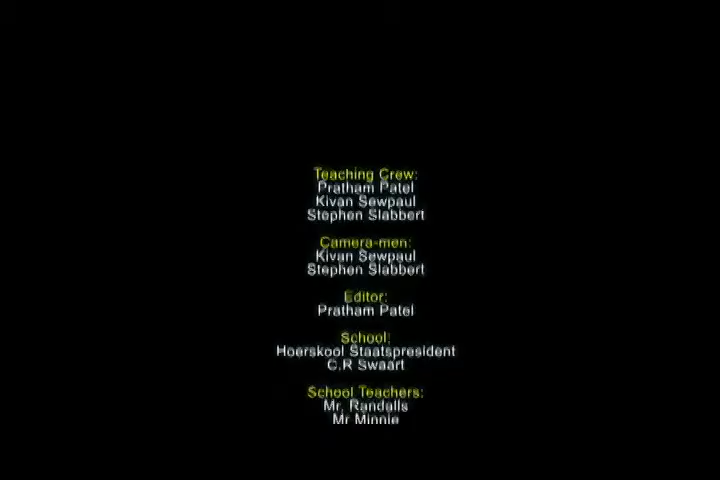 Teaching Crew:
Pratham Patel
Kivan Sewpaul
Stephen Slabbert
Camera-men:
Kivan Sewpaul
Stephen Slabbert
Editor:
Pratham Patel
School:
Hoerskool Staatspresident
C.R Swaart
School Teachers:
Mr. Randalls
Mr Minnie